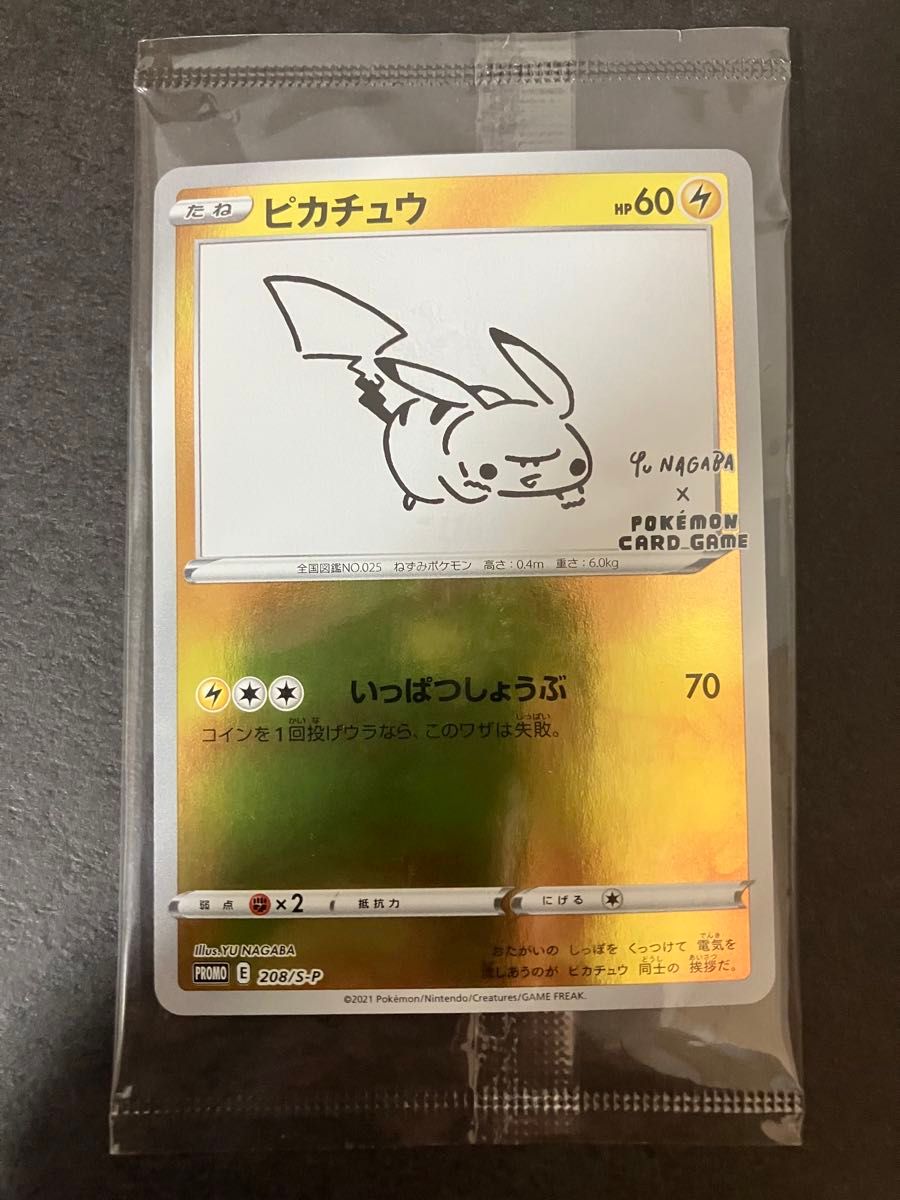 たね ピカチュウ HP60
Yu NAGABA
×
POKÉMON
CARD GAME
全国図鑑NO.025 ねずみポケモン 高さ:0.4m 重さ:6.0kg
いっぱつしょうぶ 70
コインを1回投げウラなら、このワザは失敗。
弱点 ×2 抵抗力 にげる
Illus.YU NAGABA
PROMO E 208/S-P
おたがいの しっぽを くっつけて 電気を
流しあうのが ピカチュウ 同士の 挨拶だ。
©2021 Pokémon/Nintendo/Creatures/GAME FREAK.